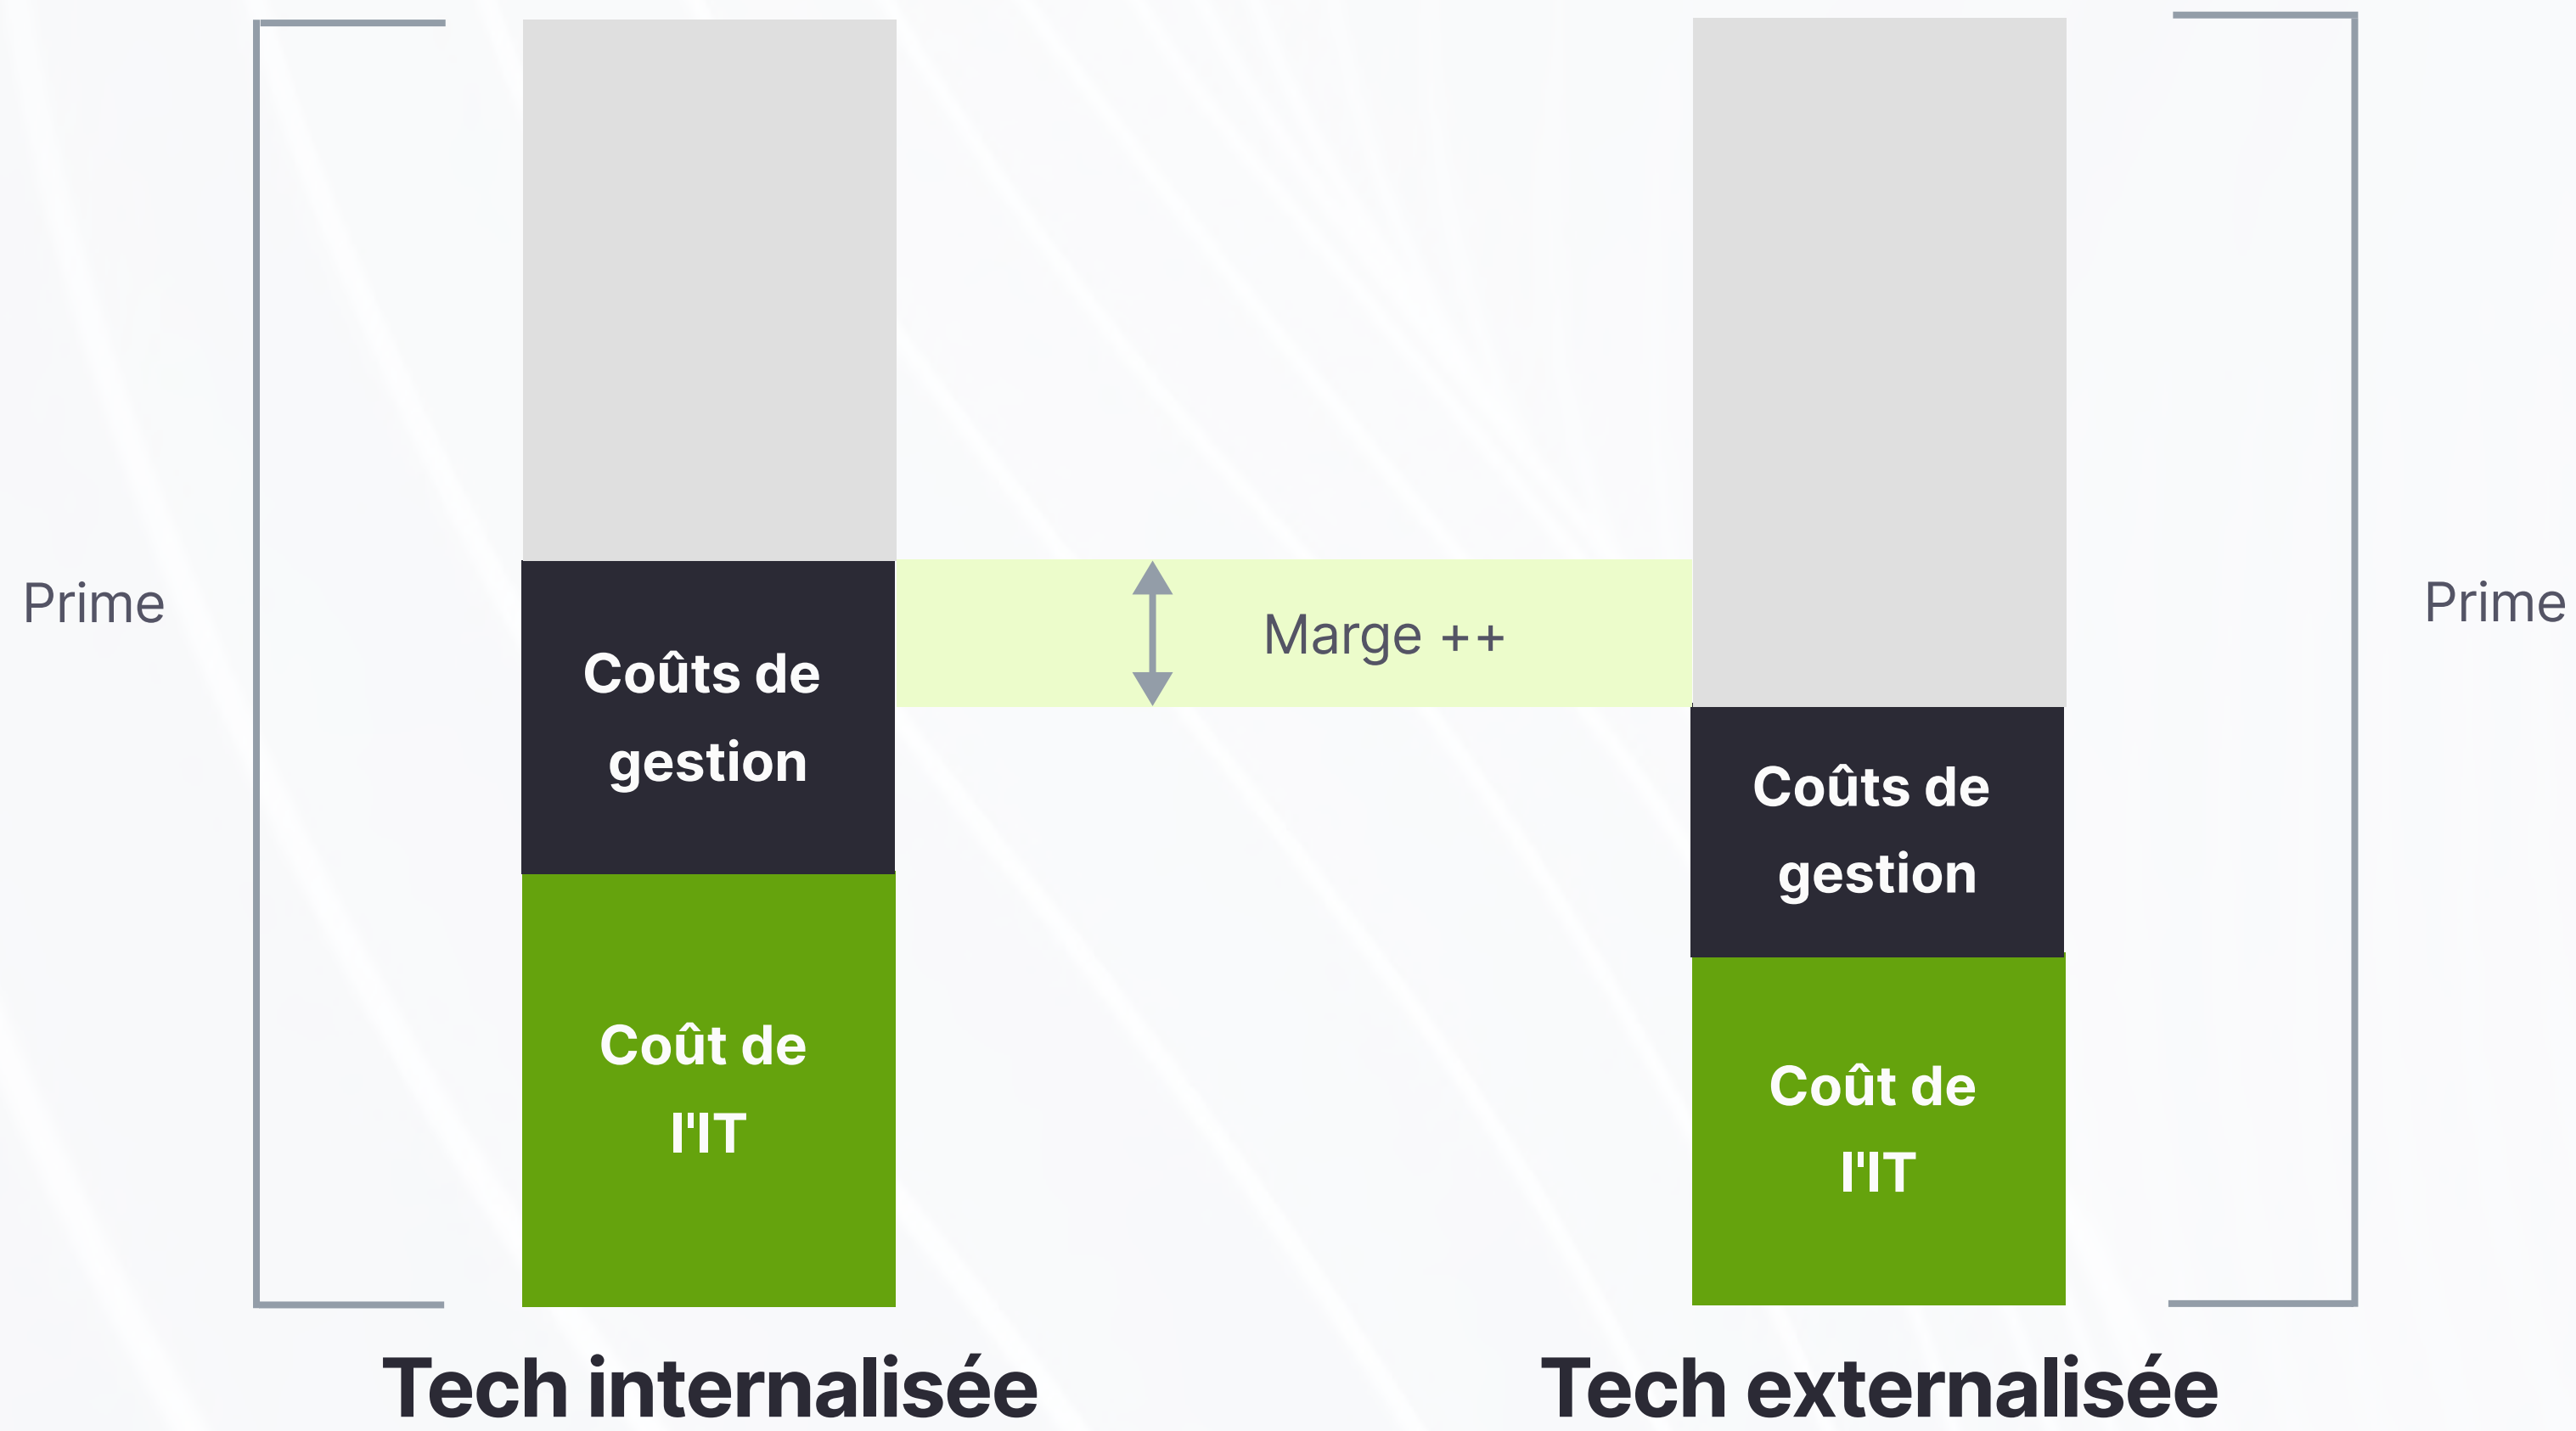 Prime
Coûts de
gestion
Coût de
l'IT
Marge ++
Coûts de
gestion
Coût de
l'IT
Prime
Tech internalisée
Tech externalisée